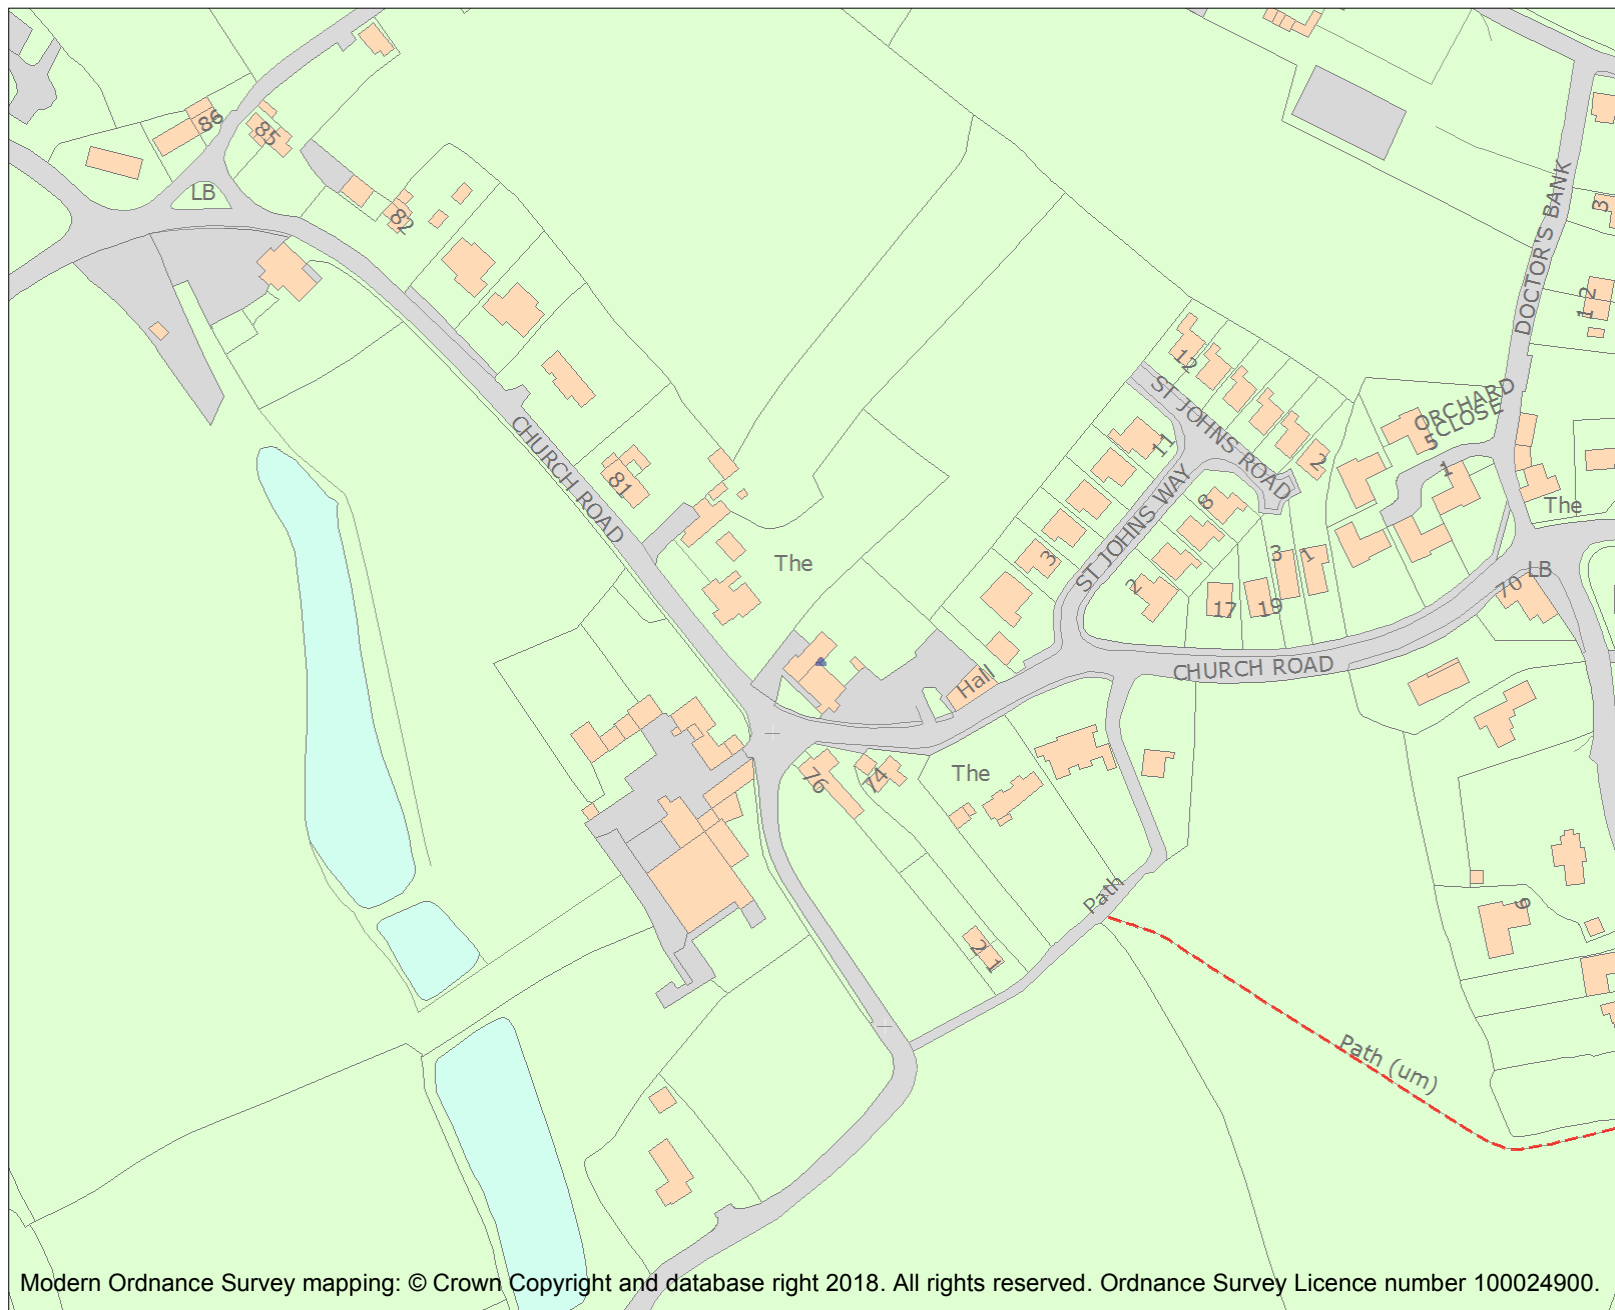 86
85
LB
82
DOCTOR'S BANK
3
2
1
12
ST JOHNS ROAD
ORCHARD
CLOSE
5
1
11
2
CHURCH ROAD
81
ST JOHNS WAY
8
The
The
3
2
3
1
17
19
LB
70
Hall
CHURCH ROAD
76
74
The
Path
9
2
1
Path (um)
Modern Ordnance Survey mapping: © Crown Copyright and database right 2018. All rights reserved. Ordnance Survey Licence number 100024900.